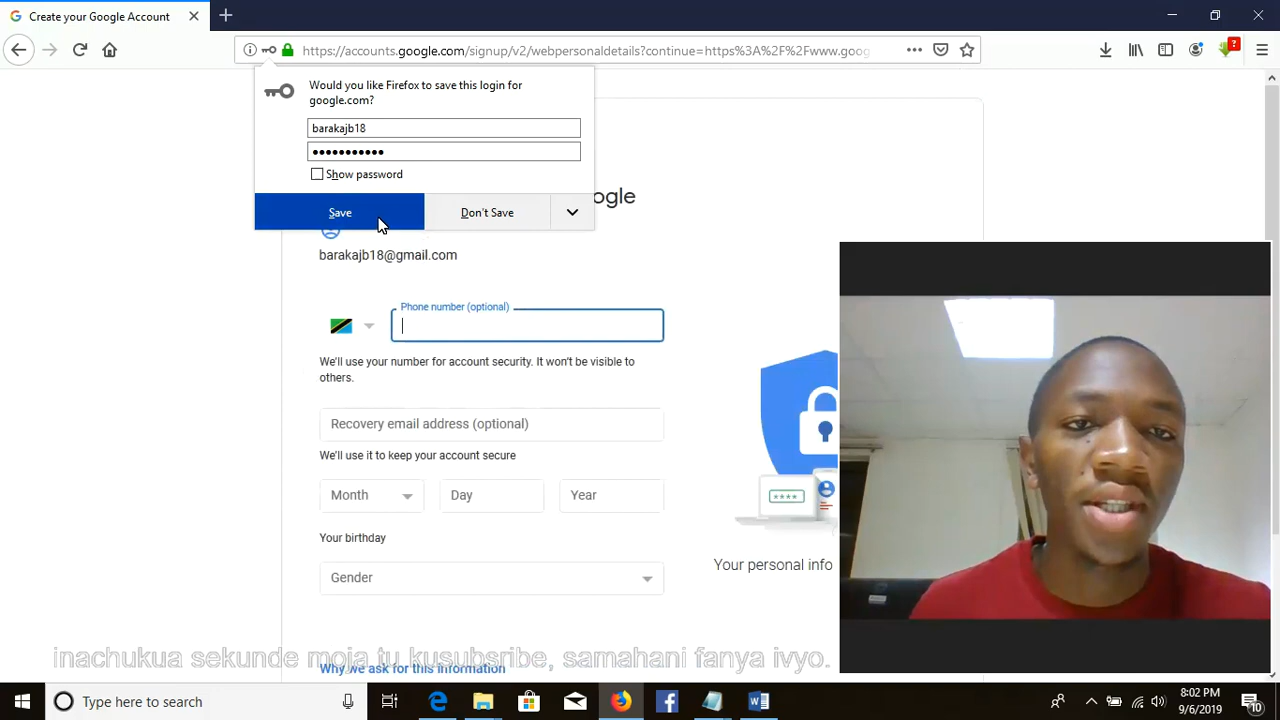 Create your Google Account
https://accounts.google.com/signup/v2/webpersonaldetails?continue=https%3A%2F%2Fwww.goog
Would you like Firefox to save this login for
google.com?
barakajb18
●●●●●●●●●●●
Show password
Save
Don't Save
ogle
barakajb18@gmail.com
Phone number (optional)
We'll use your number for account security. It won't be visible to
others.
Recovery email address (optional)
We'll use it to keep your account secure
Month
Day
Year
Your birthday
Gender
****
Your personal info
Why we ask for this information
inachukua sekunde moja tu kusubsribe, samahani fanya ivyo.
Type here to search
8:02 PM
9/6/2019
10